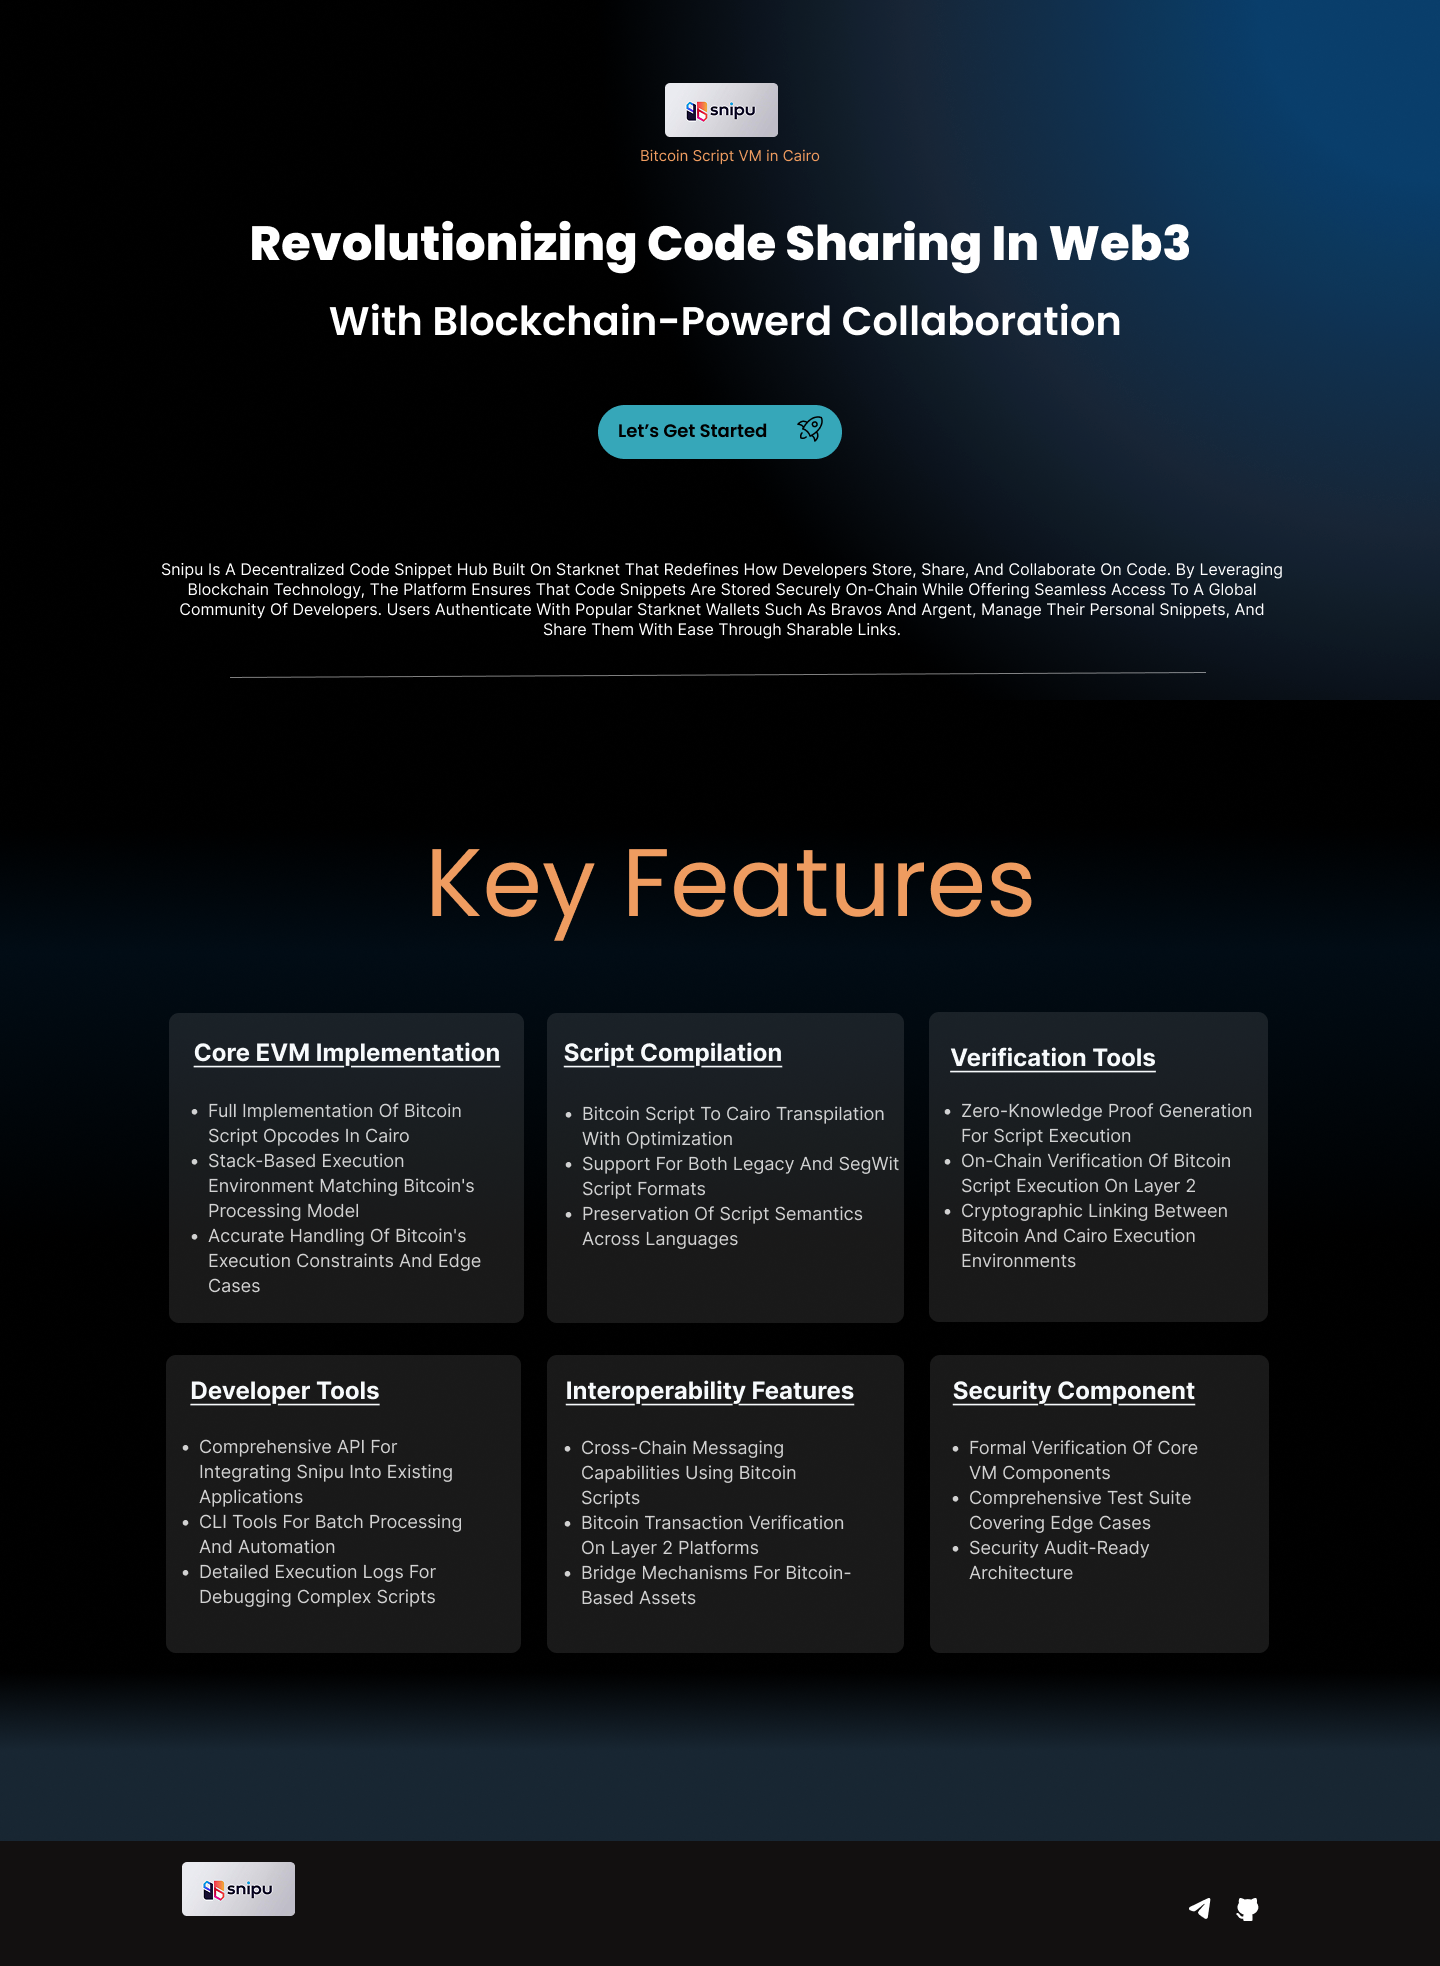 snipu
Bitcoin Script VM in Cairo
Revolutionizing Code Sharing In Web3
With Blockchain-Powerd Collaboration
Let's Get Started
Snipu Is A Decentralized Code Snippet Hub Built On Starknet That Redefines How Developers Store, Share, And Collaborate On Code. By Leveraging
Blockchain Technology, The Platform Ensures That Code Snippets Are Stored Securely On-Chain While Offering Seamless Access To A Global
Community Of Developers. Users Authenticate With Popular Starknet Wallets Such As Bravos And Argent, Manage Their Personal Snippets, And
Share Them With Ease Through Sharable Links.
Key Features
Core EVM Implementation
• Full Implementation Of Bitcoin
Script Opcodes In Cairo
• Stack-Based Execution
Environment Matching Bitcoin's
Processing Model
• Accurate Handling Of Bitcoin's
Execution Constraints And Edge
Cases
Script Compilation
• Bitcoin Script To Cairo Transpilation
With Optimization
• Support For Both Legacy And SegWit
Script Formats
• Preservation Of Script Semantics
Across Languages
Verification Tools
• Zero-Knowledge Proof Generation
For Script Execution
• On-Chain Verification Of Bitcoin
Script Execution On Layer 2
• Cryptographic Linking Between
Bitcoin And Cairo Execution
Environments
Developer Tools
• Comprehensive API For
Integrating Snipu Into Existing
Applications
• CLI Tools For Batch Processing
And Automation
• Detailed Execution Logs For
Debugging Complex Scripts
Interoperability Features
• Cross-Chain Messaging
Capabilities Using Bitcoin
Scripts
• Bitcoin Transaction Verification
On Layer 2 Platforms
• Bridge Mechanisms For Bitcoin-
Based Assets
Security Component
• Formal Verification Of Core
VM Components
• Comprehensive Test Suite
Covering Edge Cases
• Security Audit-Ready
Architecture
snipu